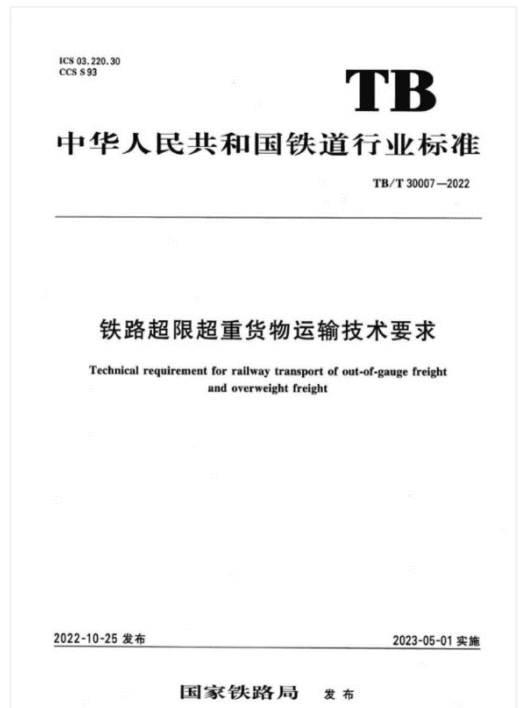 ICS 03.220.30
CCS S 93
TB
中华人民共和国铁道行业标准
TB/T 30007—2022
铁路超限超重货物运输技术要求
Technical requirement for railway transport of out-of-gauge freight
and overweight freight
2022-10-25 发布
2023-05-01 实施
国家铁路局 发布